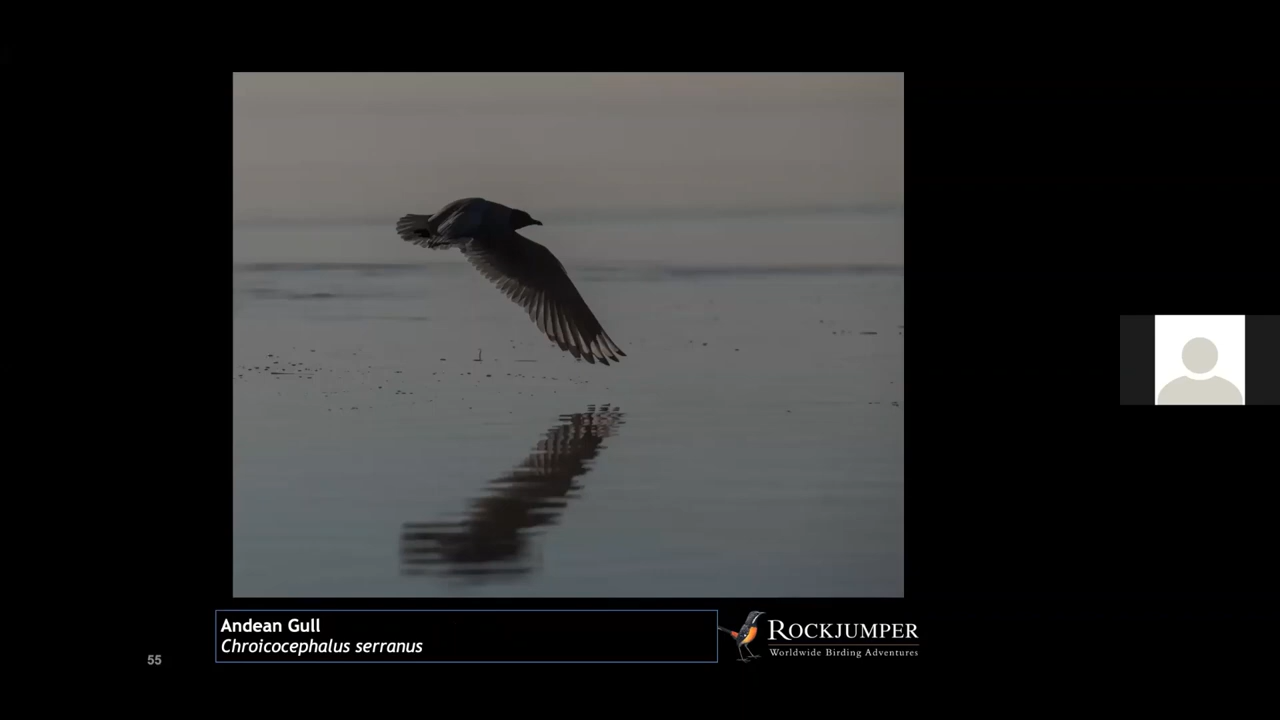 Andean Gull
Chroicocephalus serranus
ROCKJUMPER
Worldwide Birding Adventures
55